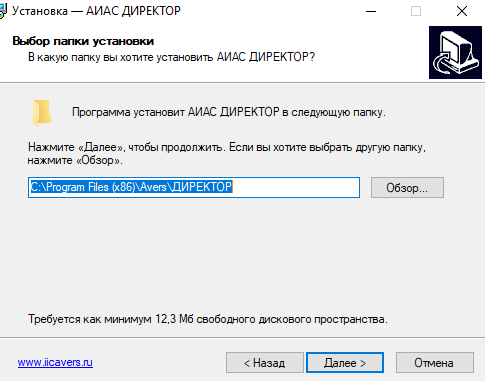 Установка — АИАС ДИРЕКТОР
Выбор папки установки
В какую папку вы хотите установить АИАС ДИРЕКТОР?
Программа установит АИАС ДИРЕКТОР в следующую папку.
Нажмите «Далее», чтобы продолжить. Если вы хотите выбрать другую папку,
нажмите «Обзор».
C:\Program Files (x86)\Avers\ДИРЕКТОР
Обзор...
Требуется как минимум 12,3 Мб свободного дискового пространства.
www.iicavers.ru
< Назад
Далее >
Отмена